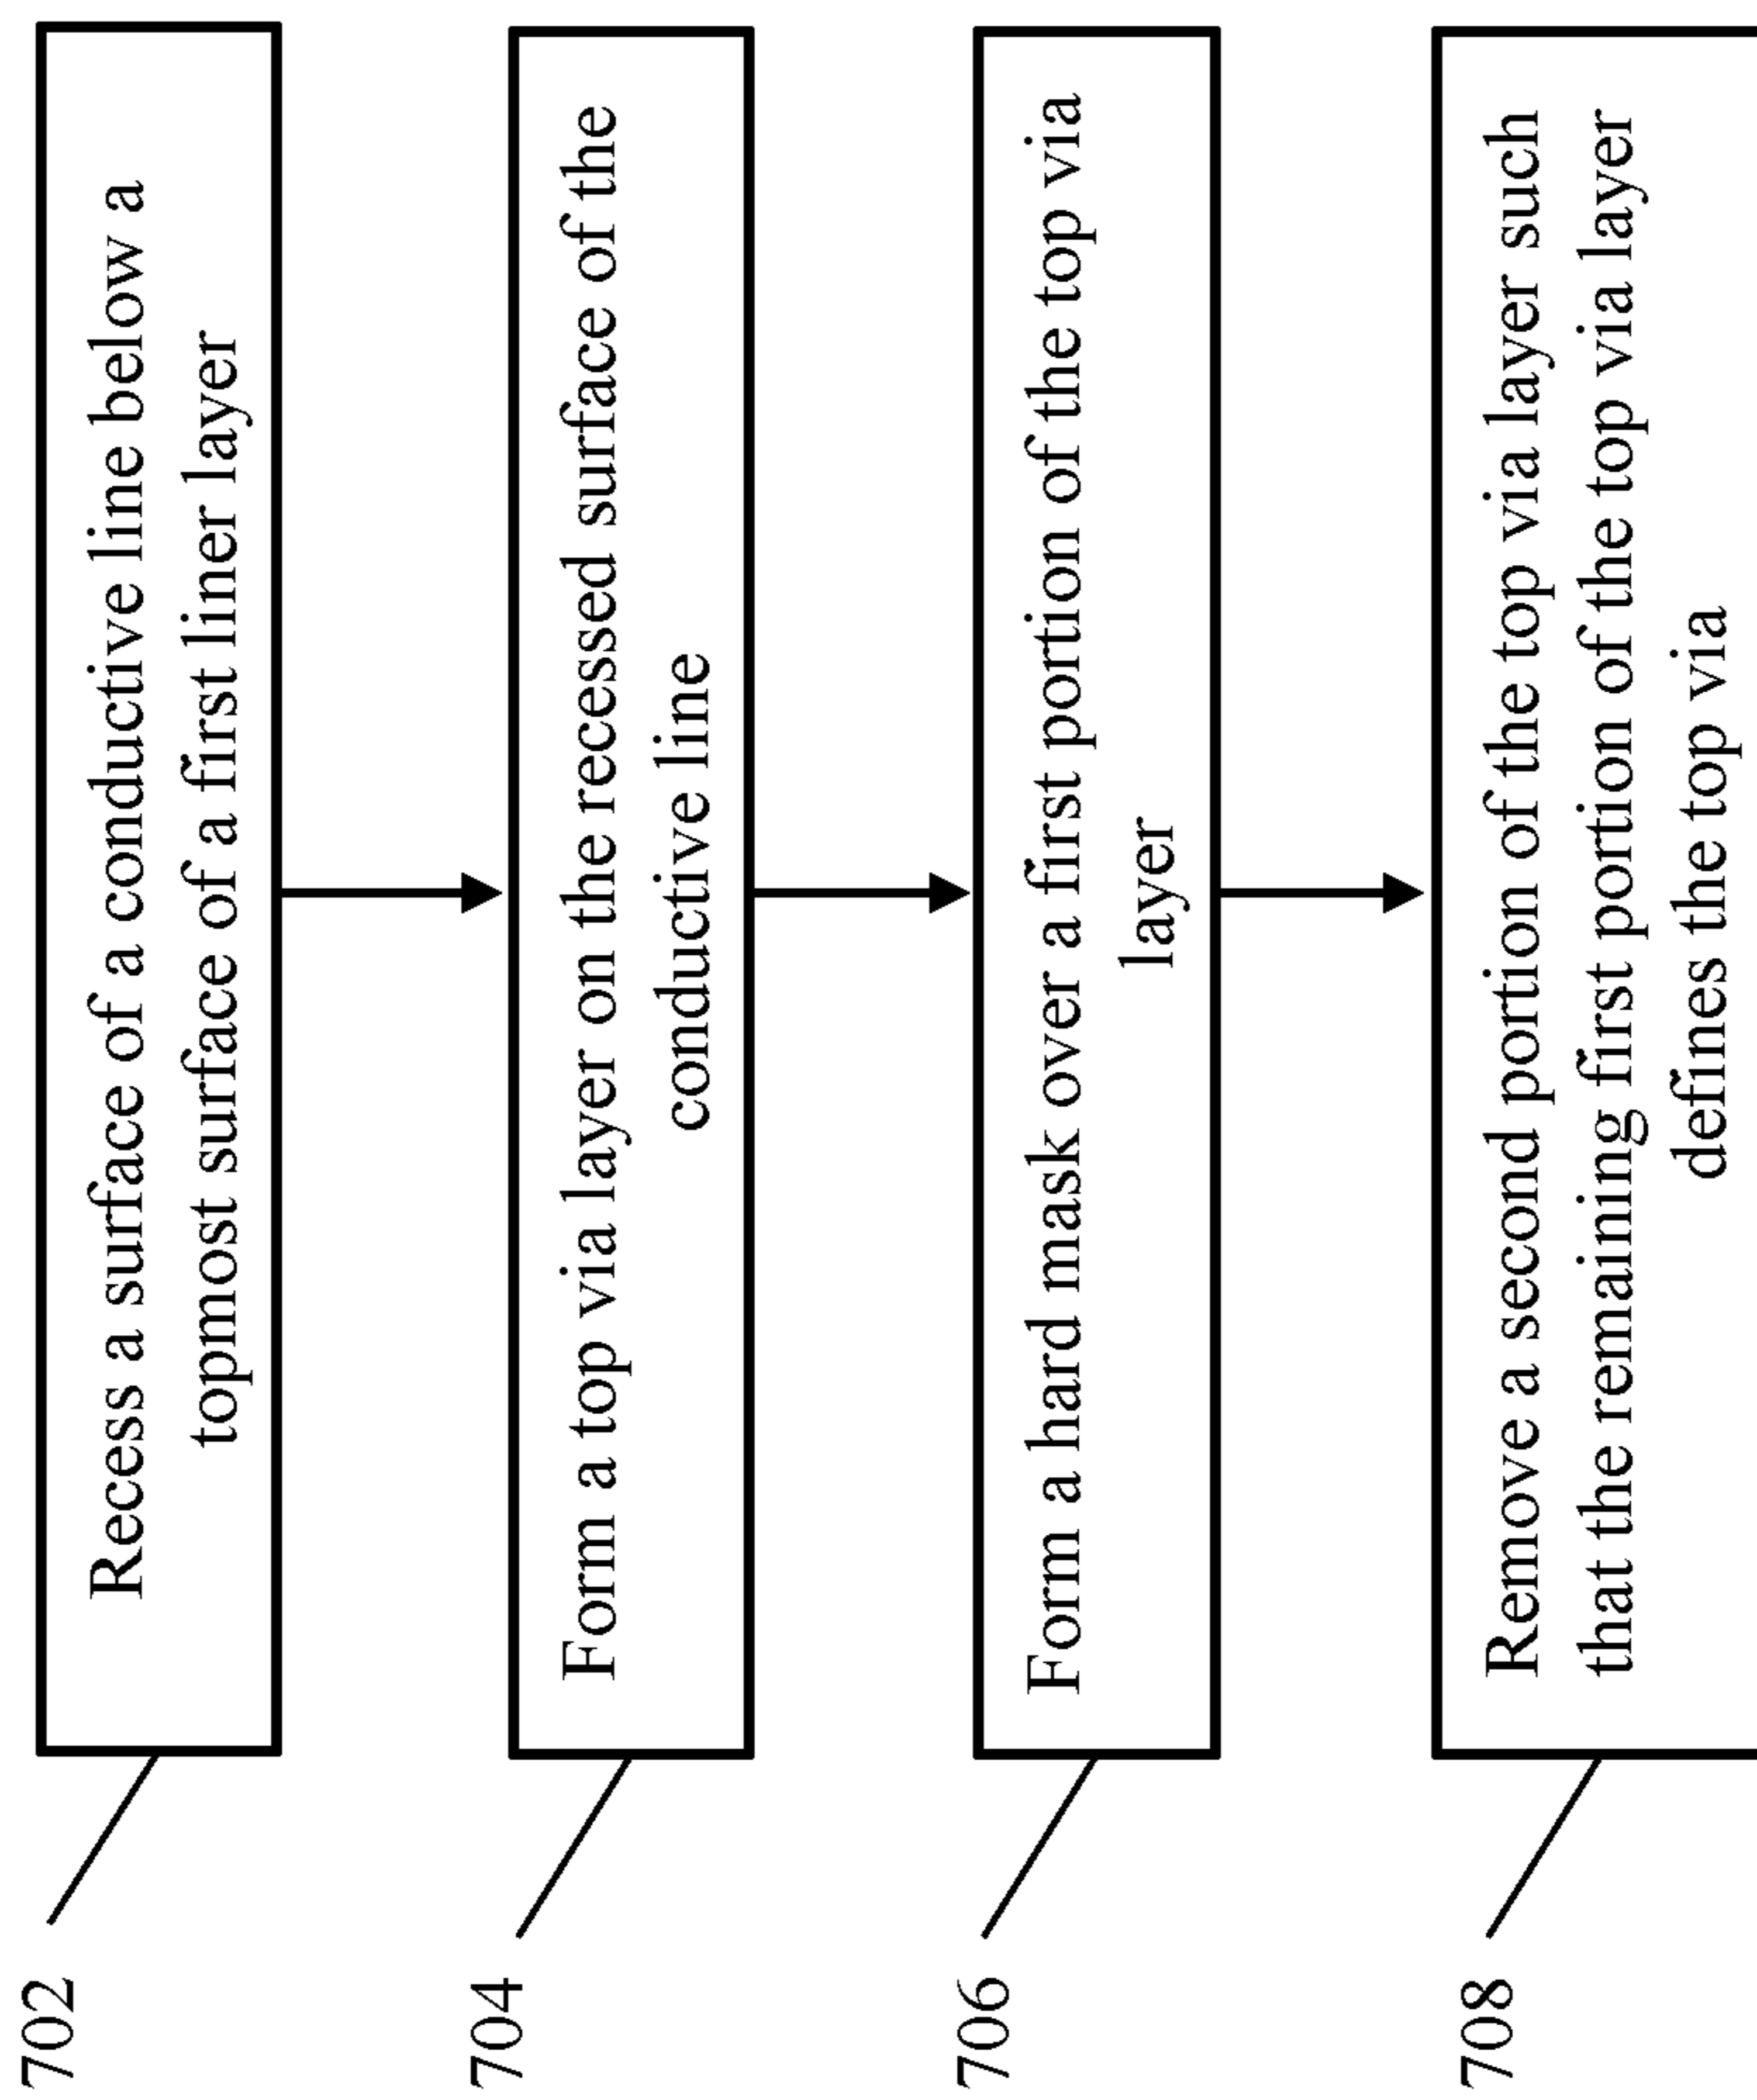 702
Recess a surface of a conductive line below a
topmost surface of a first liner layer
704
Form a top via layer on the recessed surface of the
conductive line
706
Form a hard mask over a first portion of the top via
layer
708
Remove a second portion of the top via layer such
that the remaining first portion of the top via layer
defines the top via